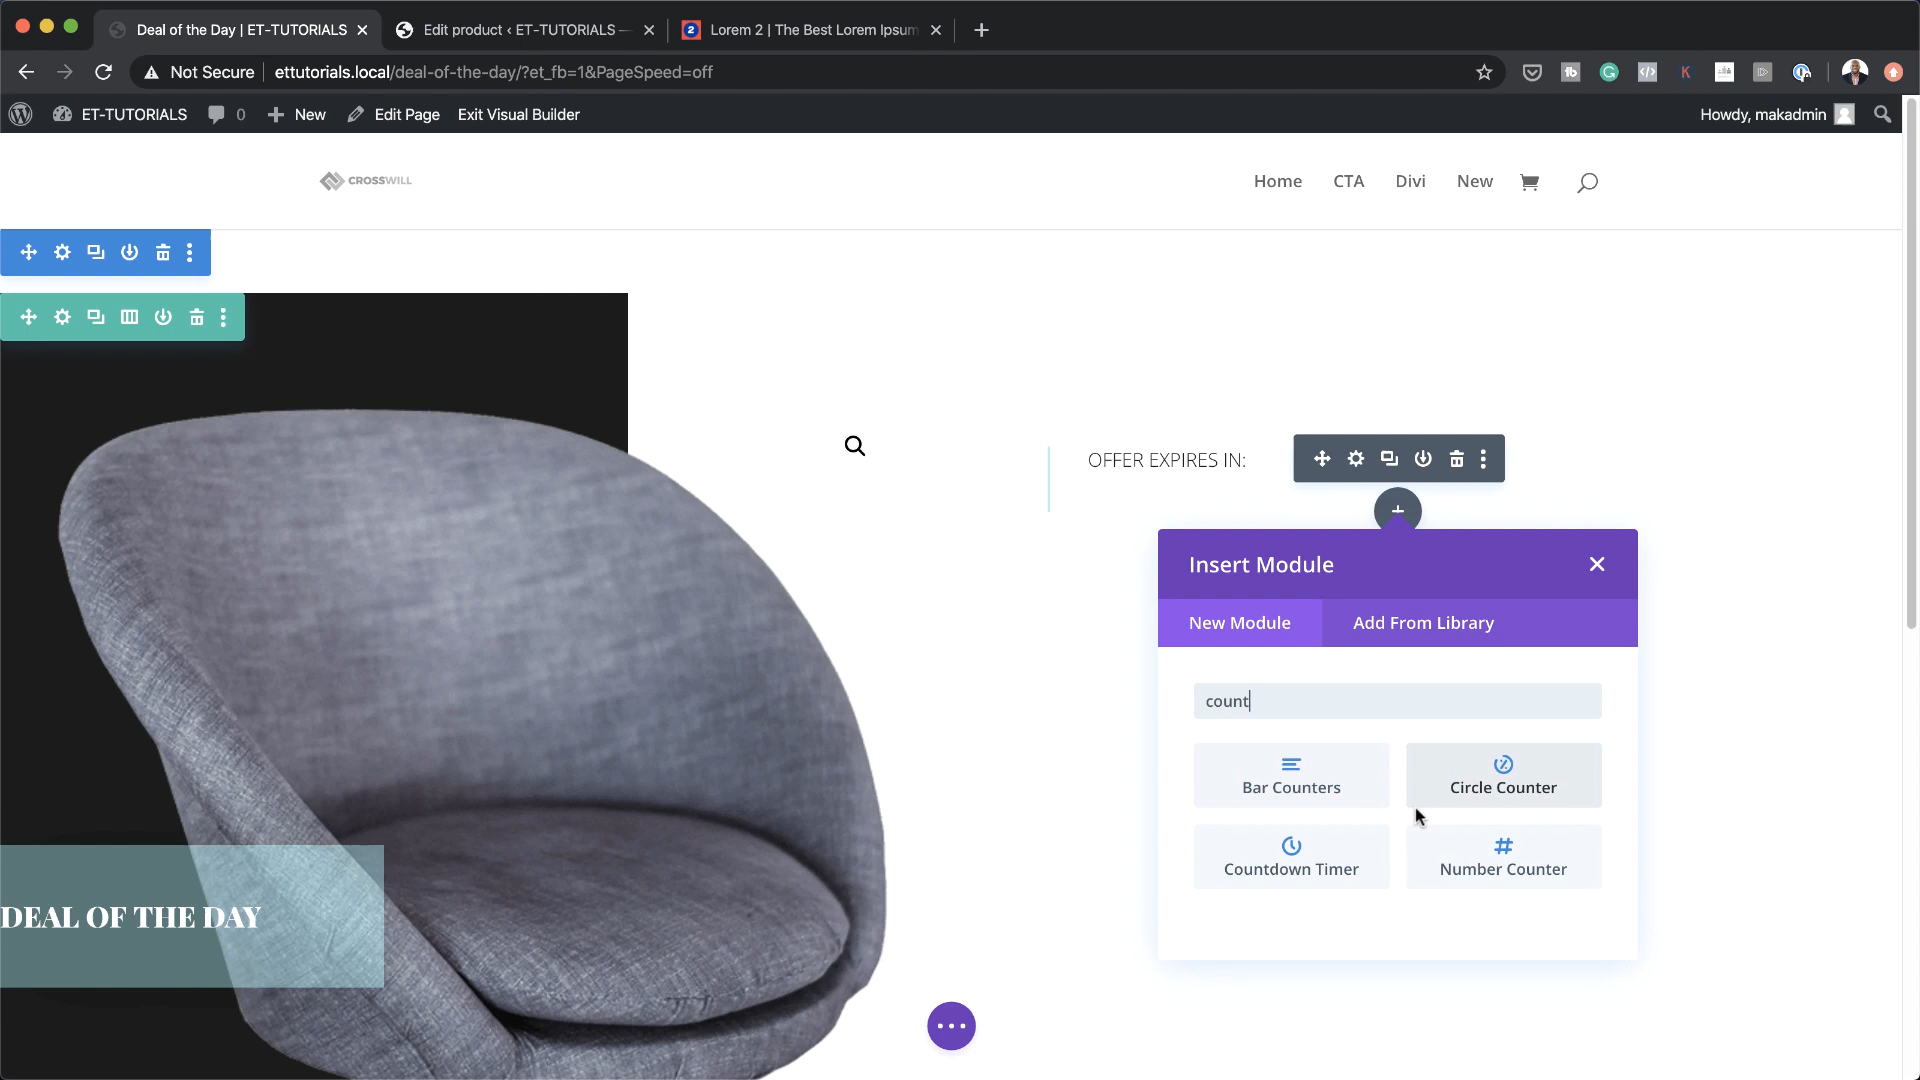 Deal of the Day | ET-TUTORIALS
Edit product ‹ ET-TUTORIALS —
Lorem 2 | The Best Lorem Ipsum
Not Secure
ettutorials.local/deal-of-the-day/?et_fb=1&PageSpeed=off
ET-TUTORIALS
0
New
Edit Page
Exit Visual Builder
Howdy, makadmin
CROSSWILL
Home
CTA
Divi
New
OFFER EXPIRES IN:
Insert Module
New Module
Add From Library
count
Bar Counters
Circle Counter
Countdown Timer
Number Counter
DEAL OF THE DAY